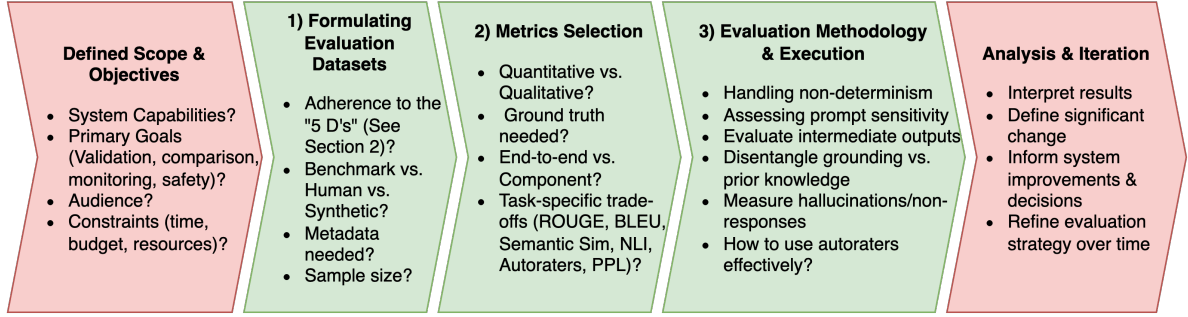 Defined Scope &
Objectives
• System Capabilities?
• Primary Goals
(Validation, comparison,
monitoring, safety)?
• Audience?
• Constraints (time,
budget, resources)?
1) Formulating
Evaluation
Datasets
• Adherence to the
"5 D's" (See
Section 2)?
• Benchmark vs.
Human vs.
Synthetic?
• Metadata
needed?
• Sample size?
2) Metrics Selection
• Quantitative vs.
Qualitative?
• Ground truth
needed?
• End-to-end vs.
Component?
• Task-specific trade-
offs (ROUGE, BLEU,
Semantic Sim, NLI,
Autoraters, PPL)?
3) Evaluation Methodology
& Execution
• Handling non-determinism
• Assessing prompt sensitivity
• Evaluate intermediate outputs
• Disentangle grounding vs.
prior knowledge
• Measure hallucinations/non-
responses
• How to use autoraters
effectively?
Analysis & Iteration
• Interpret results
• Define significant
change
• Inform system
improvements &
decisions
• Refine evaluation
strategy over time